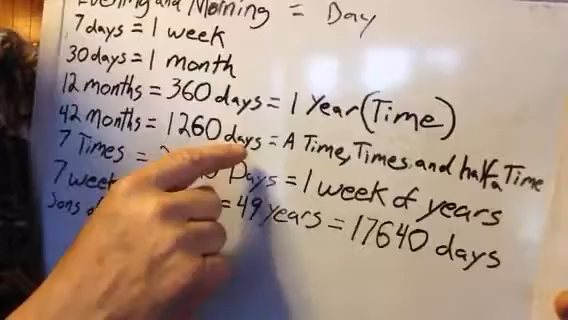 Evening and Morning = Day
7 days = 1 week
30 days = 1 month
12 months = 360 days = 1 Year (Time)
42 months = 1260 days = A Time, Times, and half a Time
7 Times = Days = 1 week of years
7 week = 49 years = 17640 days
Sons